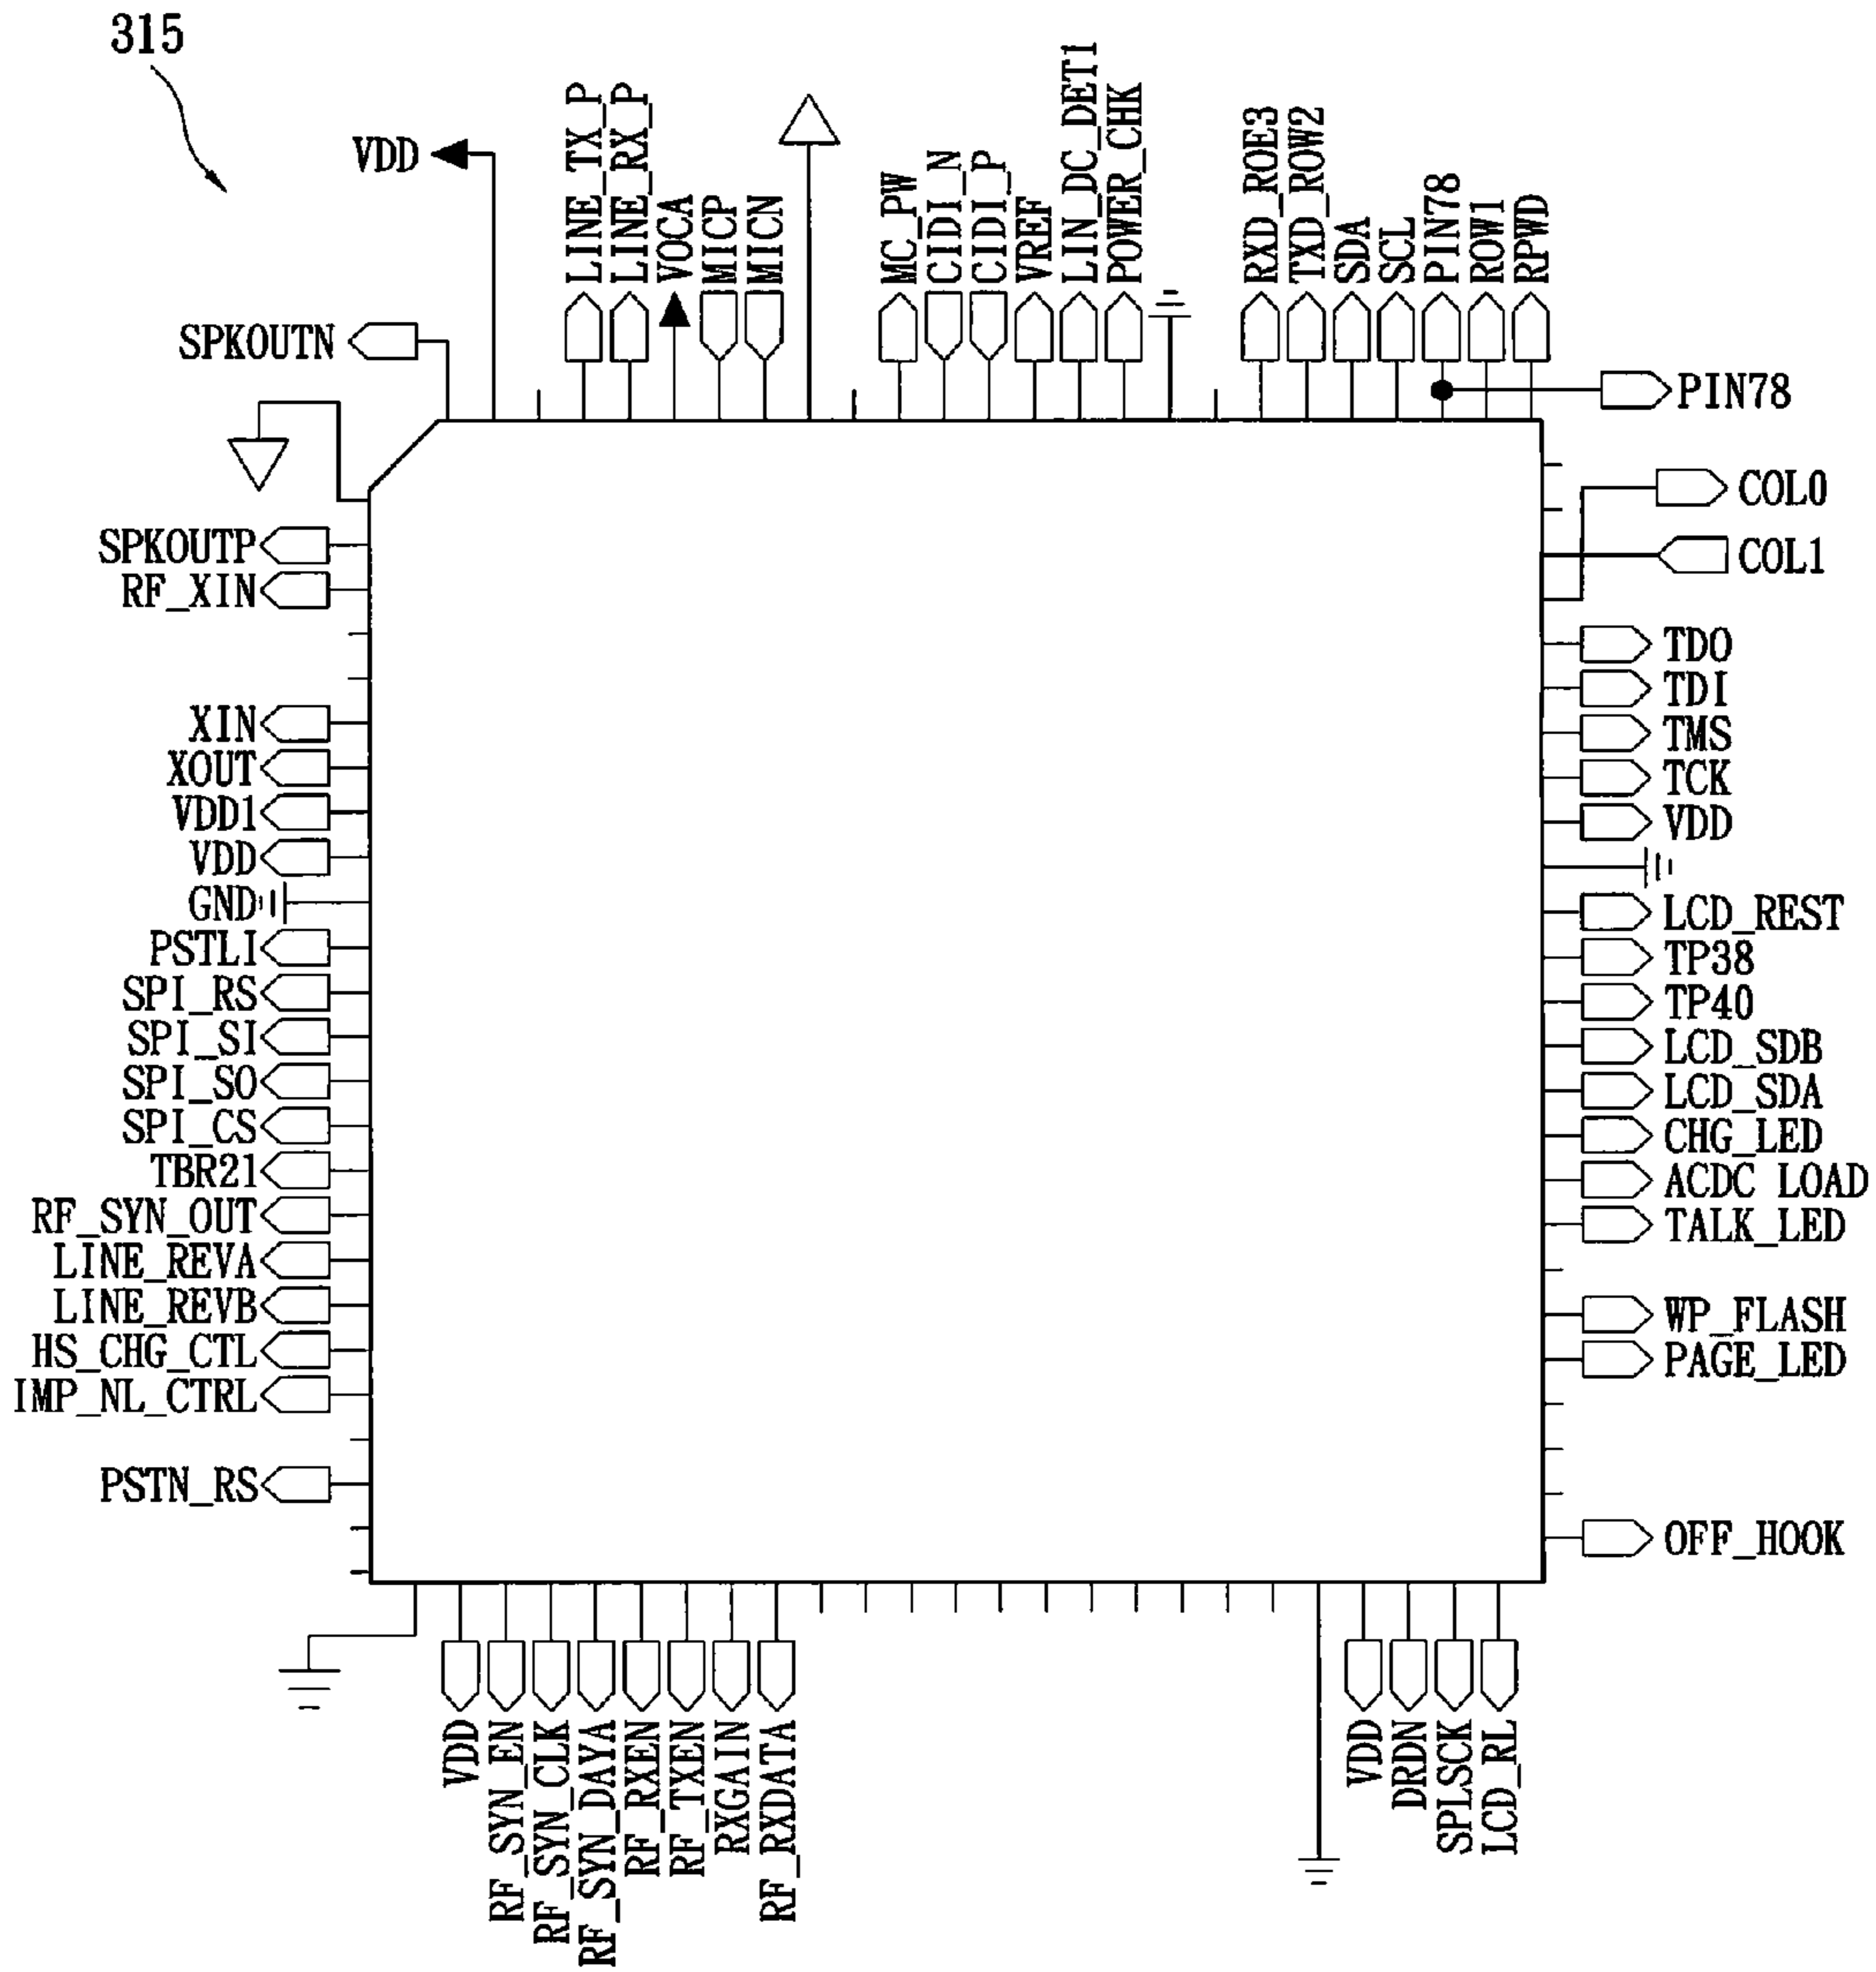 315
VDD
LINE_TX_P
LINE_RX_P
VOCA
MICP
MICN
MC_PW
CIDI_N
CIDI_P
VREF
LIN_DC_DET1
POWER_CHK
RXD_ROE3
TXD_ROW2
SDA
SCL
PIN78
ROW1
RPWD
SPKOUTN
PIN78
SPKOUTP
RF_XIN
XIN
XOUT
VDD1
VDD
GND
PSTLI
SPI_RS
SPI_SI
SPI_SO
SPI_CS
TBR21
RF_SYN_OUT
LINE_REVA
LINE_REVB
HS_CHG_CTL
IMP_NL_CTRL
PSTN_RS
COL0
COL1
TDO
TDI
TMS
TCK
VDD
LCD_REST
TP38
TP40
LCD_SDB
LCD_SDA
CHG_LED
ACDC_LOAD
TALK_LED
WP_FLASH
PAGE_LED
OFF_HOOK
VDD
RF_SYN_EN
RF_SYN_CLK
RF_SYN_DAYA
RF_RXEN
RF_TXEN
RXGAIN
RF_RXDATA
VDD
DRDN
SPLSCK
LCD_RL